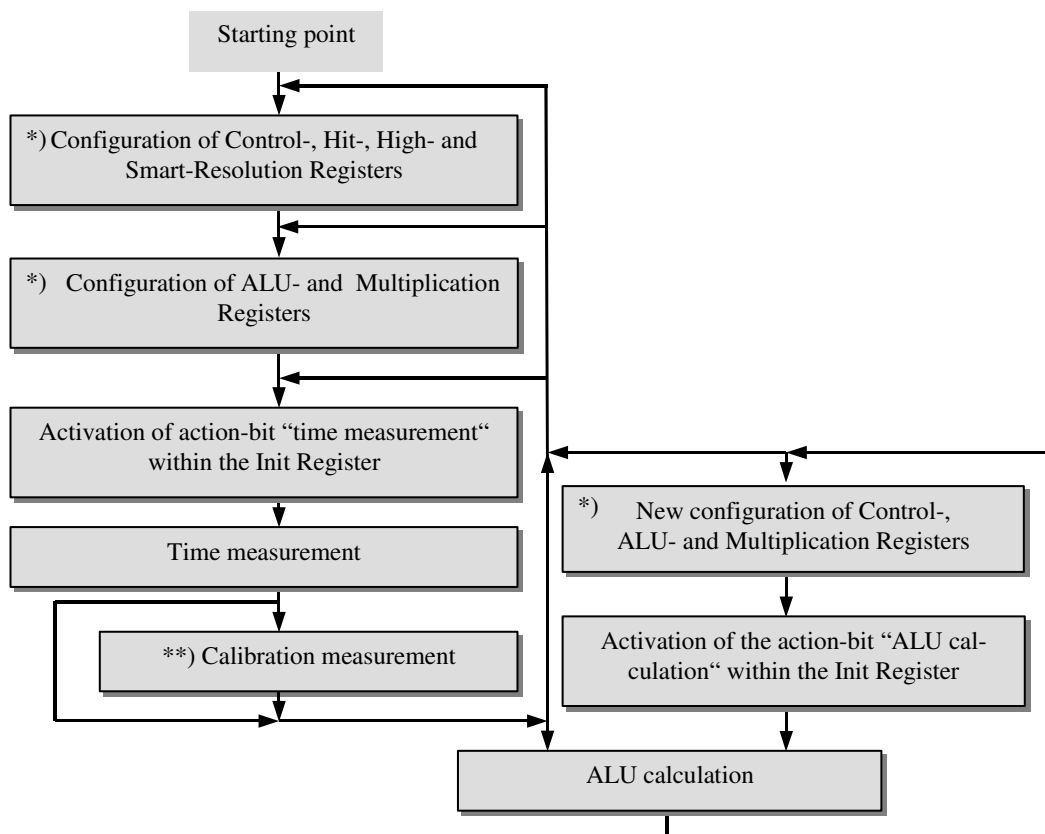 Starting point
*) Configuration of Control-, Hit-, High- and
Smart-Resolution Registers
*) Configuration of ALU- and Multiplication
Registers
Activation of action-bit “time measurement“
within the Init Register
Time measurement
**) Calibration measurement
*) New configuration of Control-,
ALU- and Multiplication Registers
Activation of the action-bit “ALU cal-
culation“ within the Init Register
ALU calculation